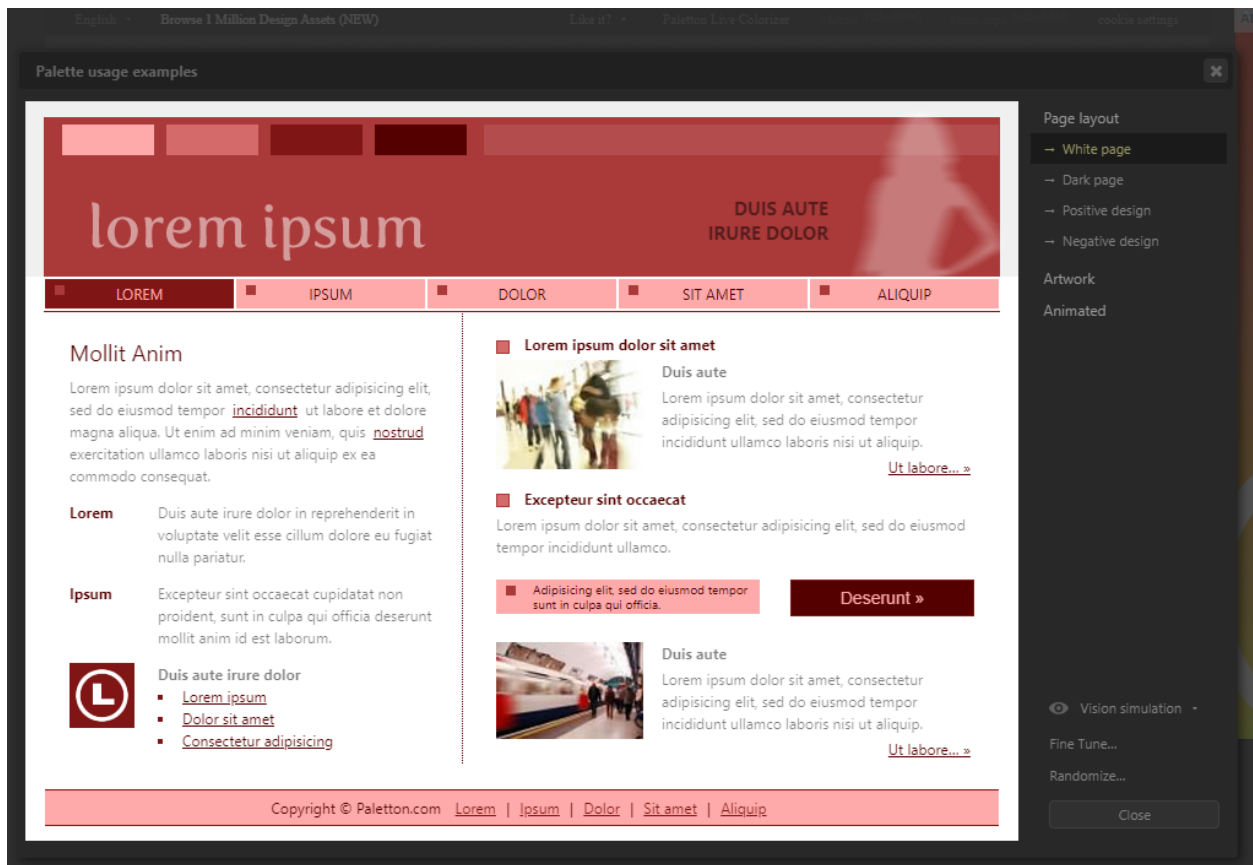 English
Browse 1 Million Design Assets (NEW)
Like it?
Paletton Live Colorizer
cookie settings
Palette usage examples
lorem ipsum
DUIS AUTE
IRURE DOLOR
LOREM
IPSUM
DOLOR
SIT AMET
ALIQUIP
Mollit Anim
Lorem ipsum dolor sit amet, consectetur adipisicing elit,
sed do eiusmod tempor incididunt ut labore et dolore
magna aliqua. Ut enim ad minim veniam, quis nostrud
exercitation ullamco laboris nisi ut aliquip ex ea
commodo consequat.
Lorem
Duis aute irure dolor in reprehenderit in
voluptate velit esse cillum dolore eu fugiat
nulla pariatur.
Ipsum
Excepteur sint occaecat cupidatat non
proident, sunt in culpa qui officia deserunt
mollit anim id est laborum.
L
Duis aute irure dolor
Lorem ipsum
Dolor sit amet
Consectetur adipisicing
Lorem ipsum dolor sit amet
Duis aute
Lorem ipsum dolor sit amet, consectetur
adipisicing elit, sed do eiusmod tempor
incididunt ullamco laboris nisi ut aliquip.
Ut labore... »
Excepteur sint occaecat
Lorem ipsum dolor sit amet, consectetur adipisicing elit, sed do eiusmod
tempor incididunt ullamco.
Adipisicing elit, sed do eiusmod tempor
sunt in culpa qui officia.
Deserunt »
Duis aute
Lorem ipsum dolor sit amet, consectetur
adipisicing elit, sed do eiusmod tempor
incididunt ullamco laboris nisi ut aliquip.
Ut labore... »
Copyright © Paletton.com Lorem | Ipsum | Dolor | Sit amet | Aliquip
Page layout
→ White page
→ Dark page
→ Positive design
→ Negative design
Artwork
Animated
Vision simulation
Fine Tune...
Randomize...
Close